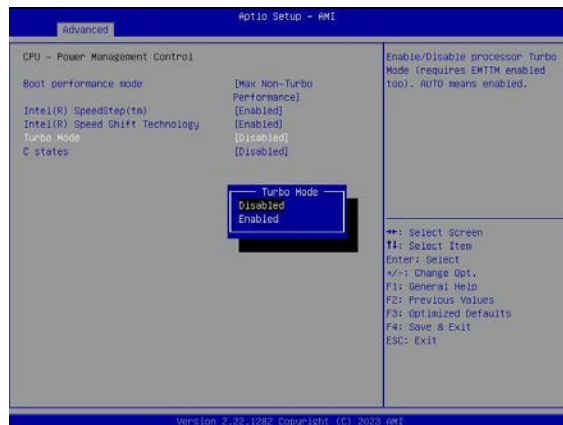 Aptio Setup - AMI
Advanced
CPU - Power Management Control
Boot performance mode [Max Non-Turbo
Performance]
Intel(R) SpeedStep(tm) [Enabled]
Intel(R) Speed Shift Technology [Enabled]
Turbo Mode [Disabled]
C states [Disabled]
Turbo Mode
Disabled
Enabled
Enable/Disable processor Turbo
Mode (requires EMTTM enabled
too). AUTO means enabled.
→←: Select Screen
↑↓: Select Item
Enter: Select
+/-: Change Opt.
F1: General Help
F2: Previous Values
F3: Optimized Defaults
F4: Save & Exit
ESC: Exit
Version 2.22.1282 Copyright (C) 2023 AMI